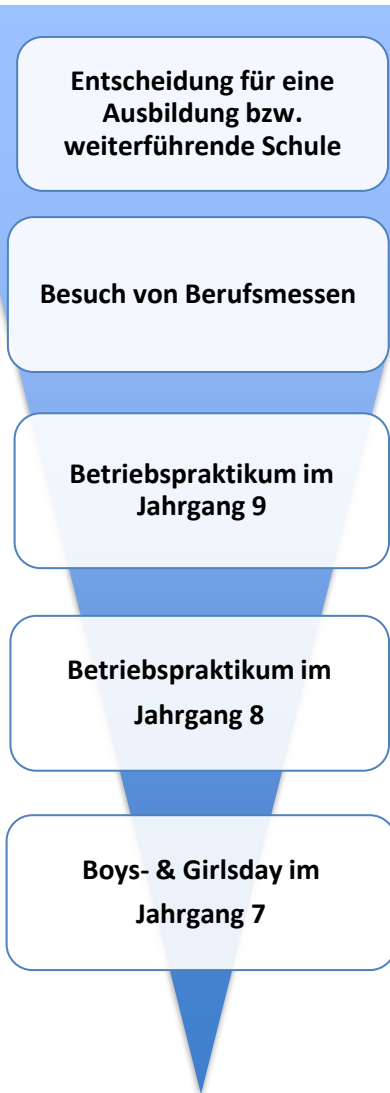 Entscheidung für eine
Ausbildung bzw.
weiterführende Schule
Besuch von Berufsmessen
Betriebspraktikum im
Jahrgang 9
Betriebspraktikum im
Jahrgang 8
Boys- & Girlsday im
Jahrgang 7